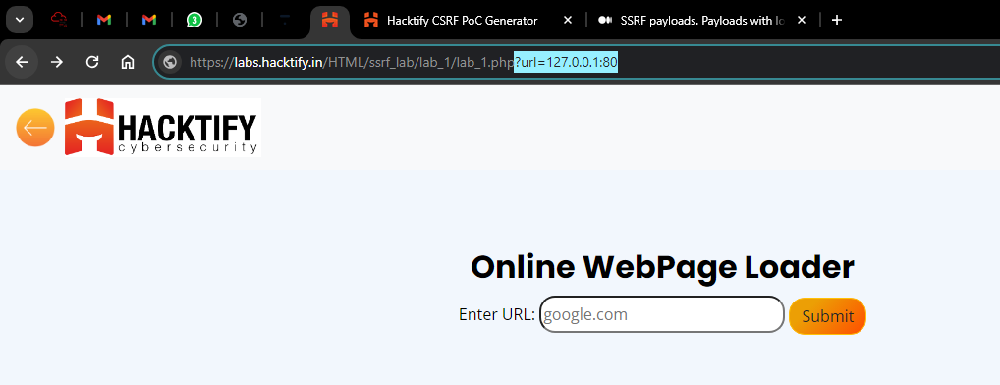 Hacktify CSRF PoC Generator
SSRF payloads. Payloads with lo
3
https://labs.hacktify.in/HTML/ssrf_lab/lab_1/lab_1.php?url=127.0.0.1:80
HACKTIFY
cybersecurity
Online WebPage Loader
Enter URL: google.com Submit